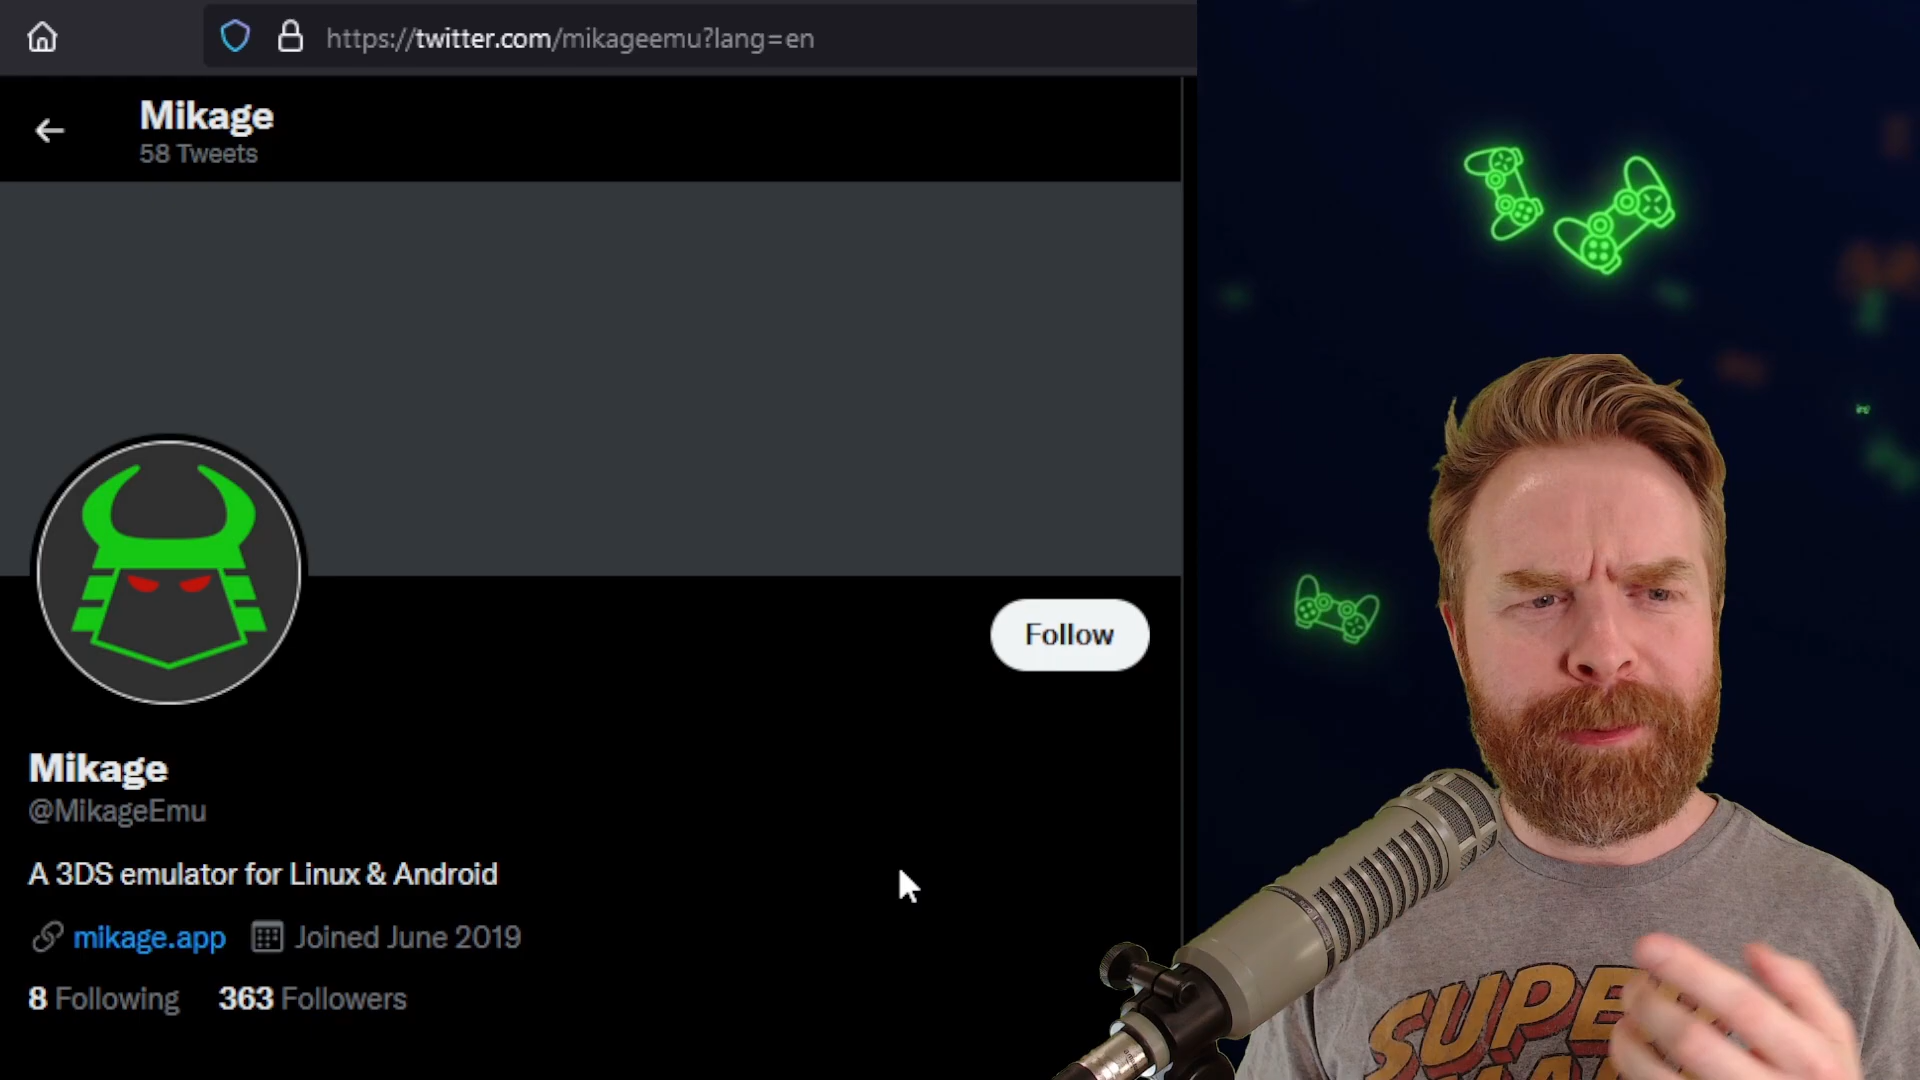 https://twitter.com/mikageemu?lang=en
Mikage
58 Tweets
Follow
Mikage
@MikageEmu
A 3DS emulator for Linux & Android
mikage.app Joined June 2019
8 Following 363 Followers
SUPER